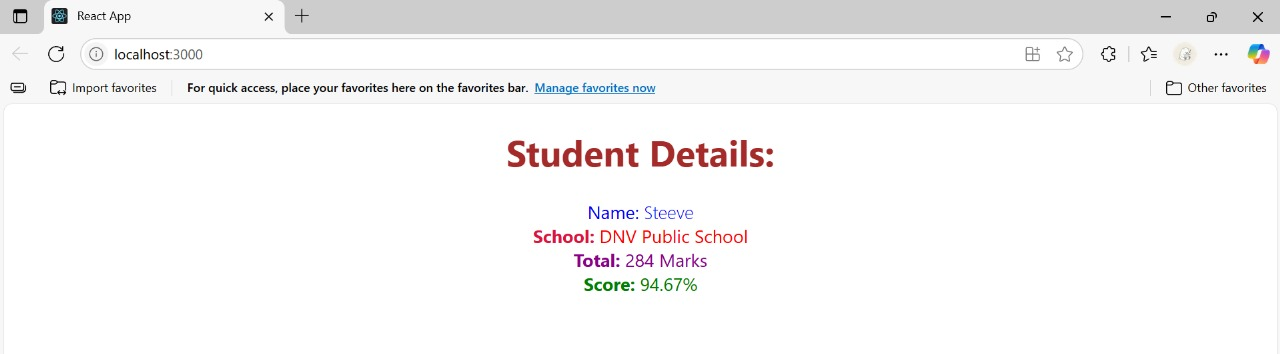 React App
localhost:3000
Import favorites
For quick access, place your favorites here on the favorites bar. Manage favorites now
Other favorites
Student Details:
Name: Steeve
School: DNV Public School
Total: 284 Marks
Score: 94.67%